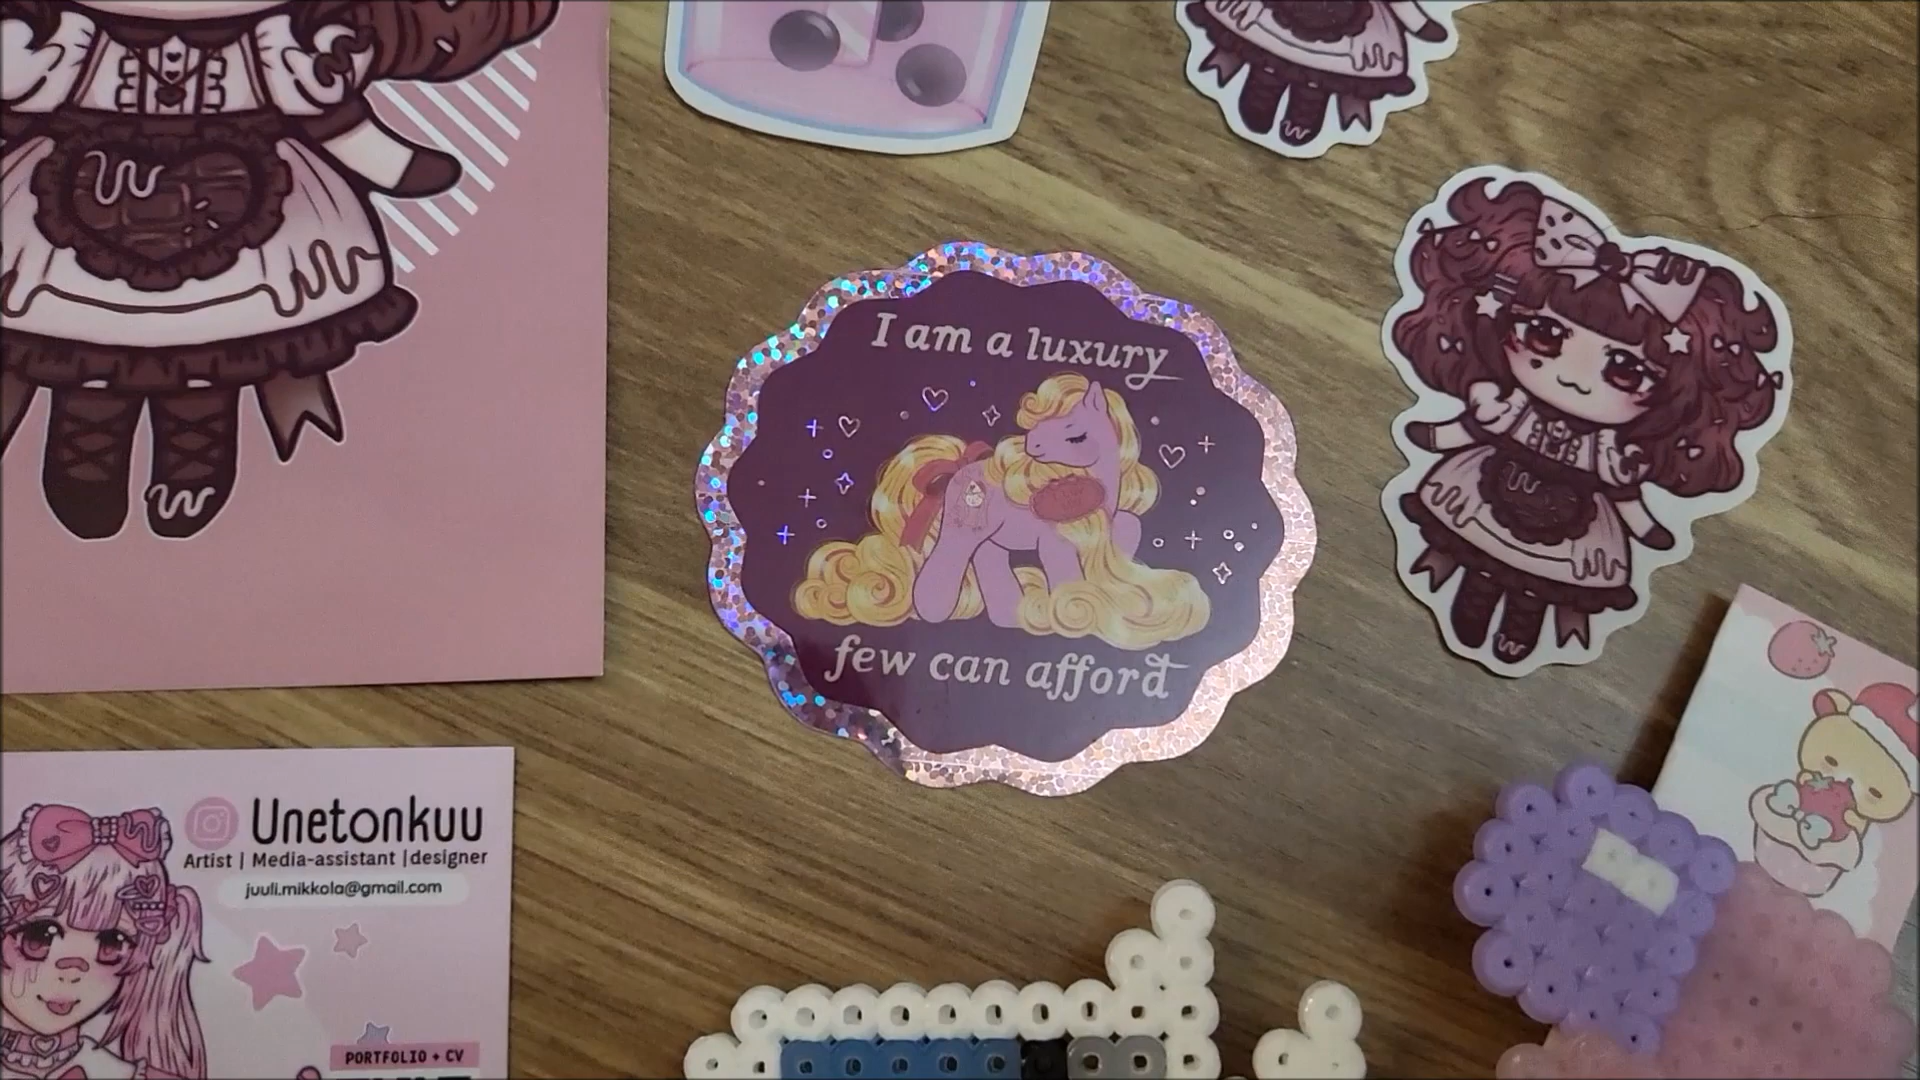 I am a luxury
few can afford
Unetonkuu
Artist | Media-assistant |designer
juuli.mikkola@gmail.com
PORTFOLIO + CV